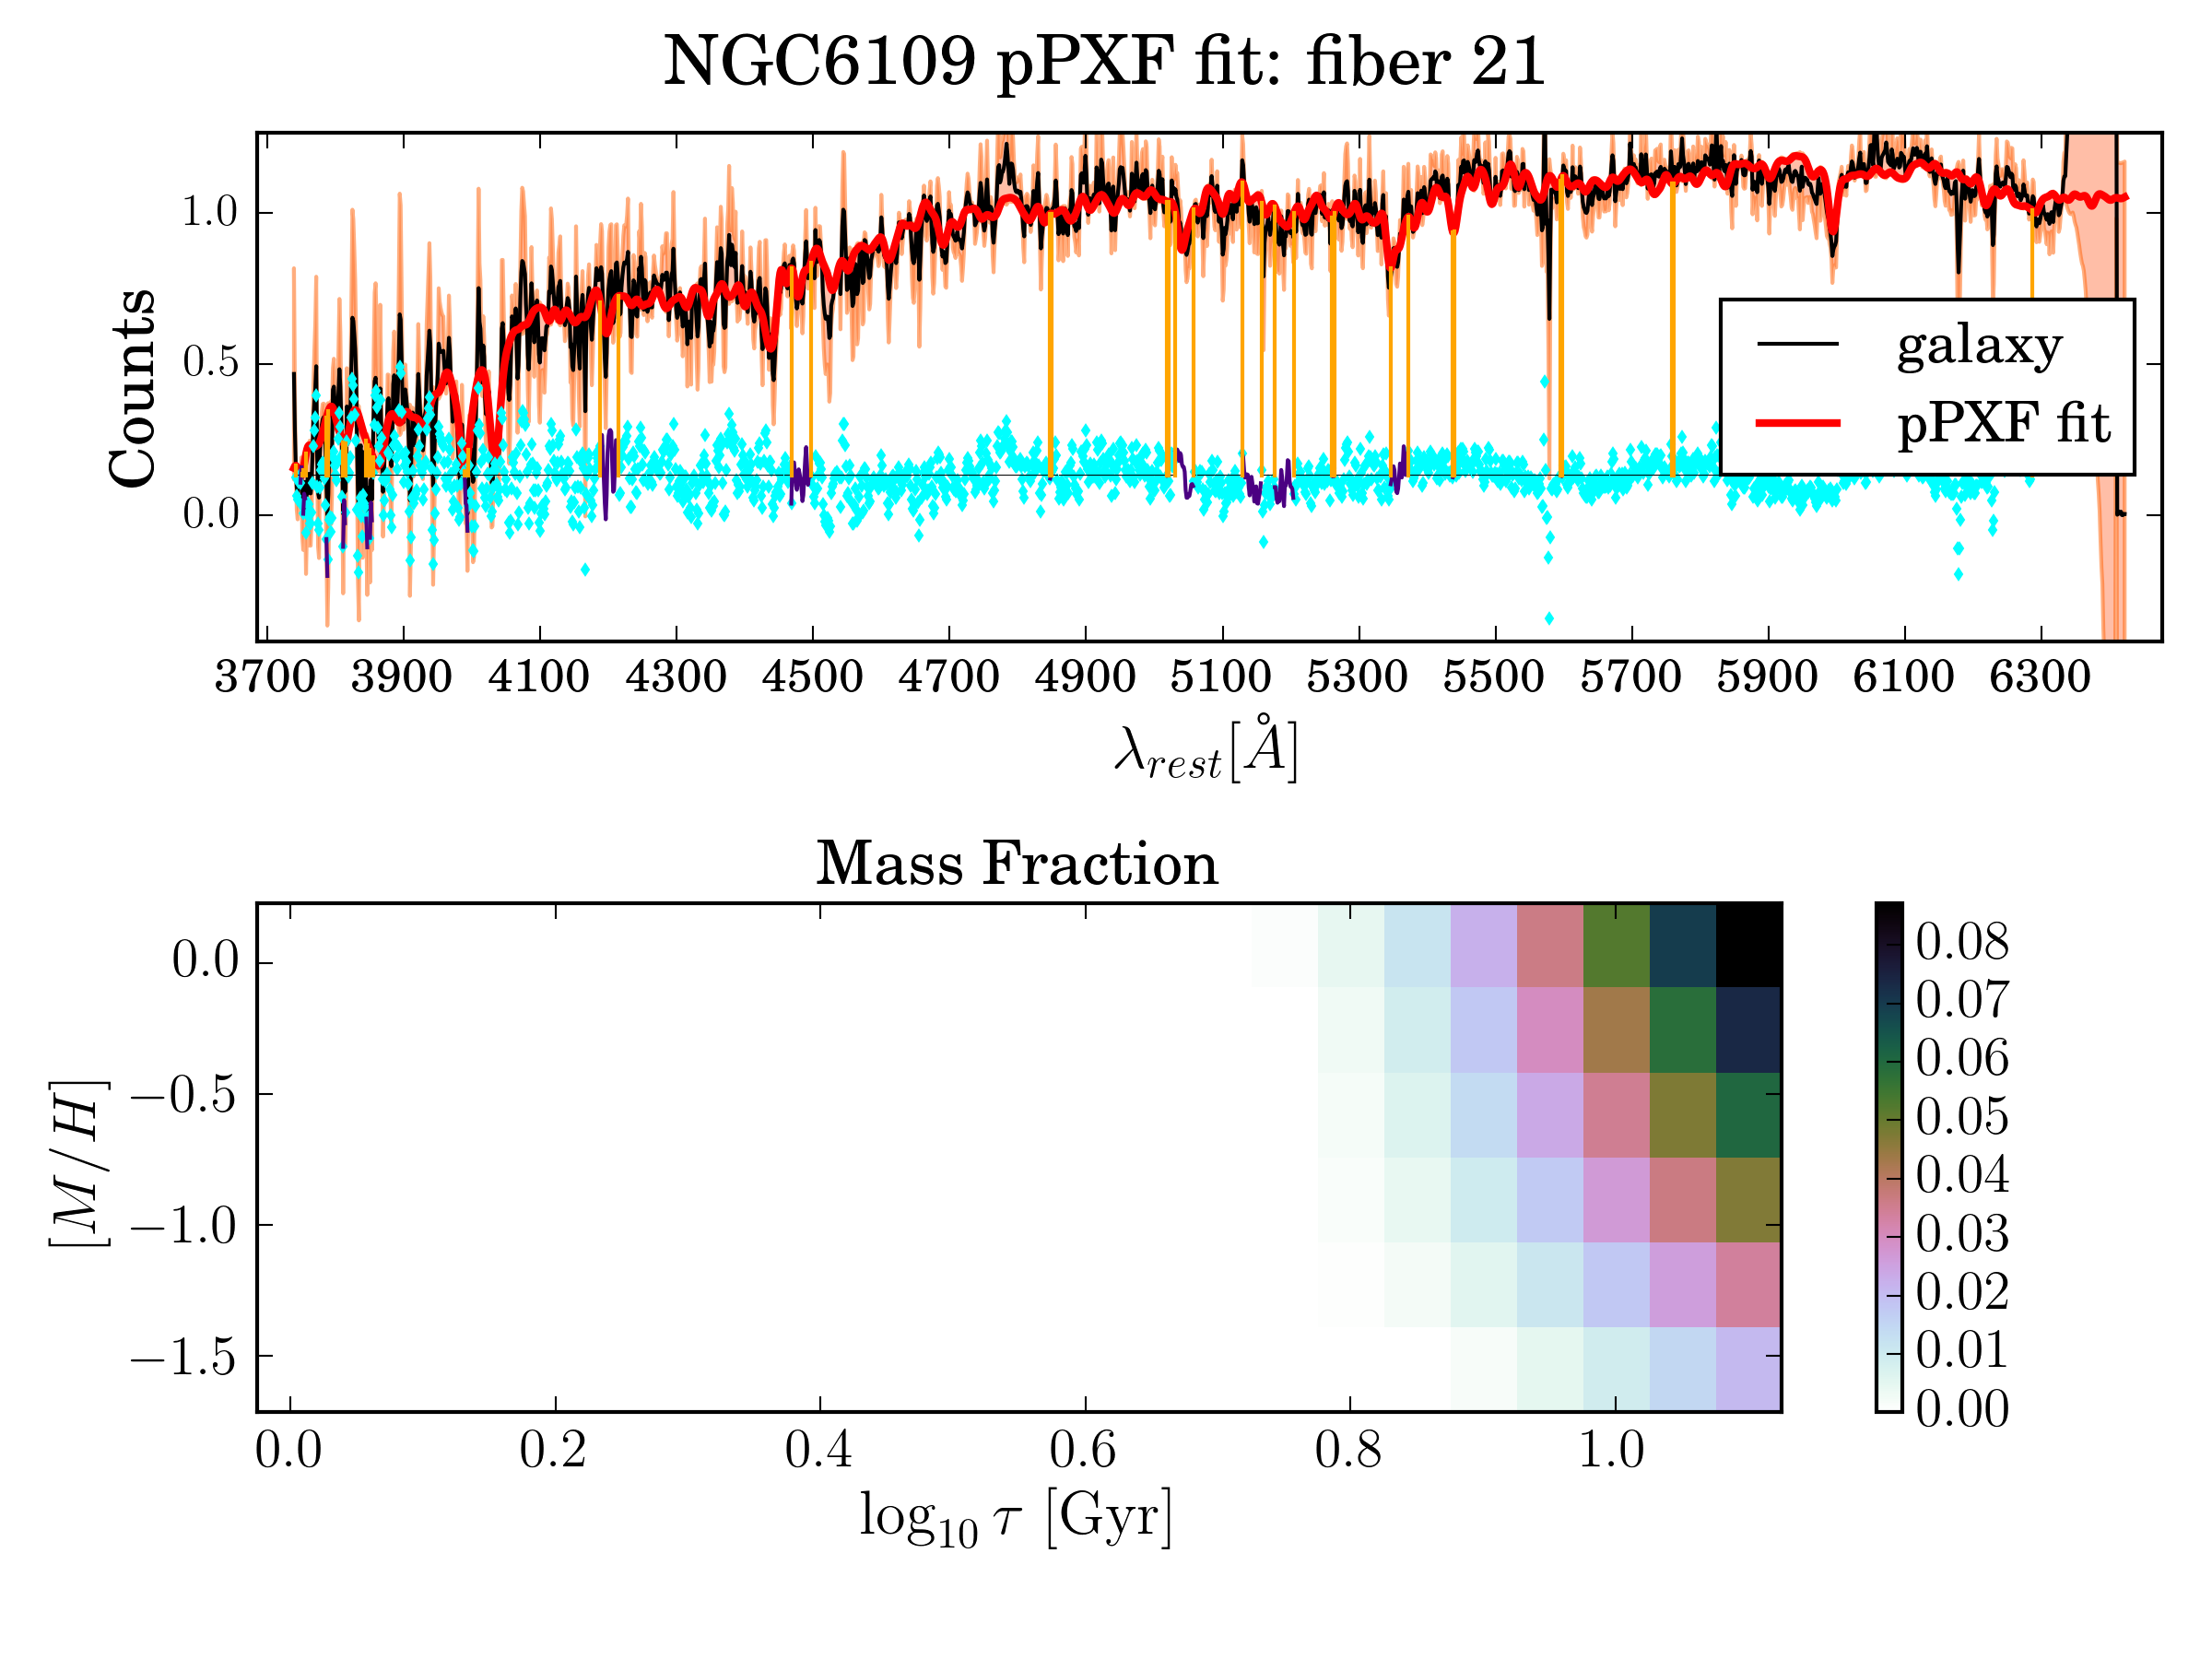 NGC6109 pPXF fit: fiber 21
Counts
1.0
0.5
0.0
galaxy
pPXF fit
3700 3900 4100 4300 4500 4700 4900 5100 5300 5500 5700 5900 6100 6300
λrest[Å]
Mass Fraction
[M/H]
0.0
−0.5
−1.0
−1.5
0.0 0.2 0.4 0.6 0.8 1.0
log10 τ [Gyr]
0.08
0.07
0.06
0.05
0.04
0.03
0.02
0.01
0.00